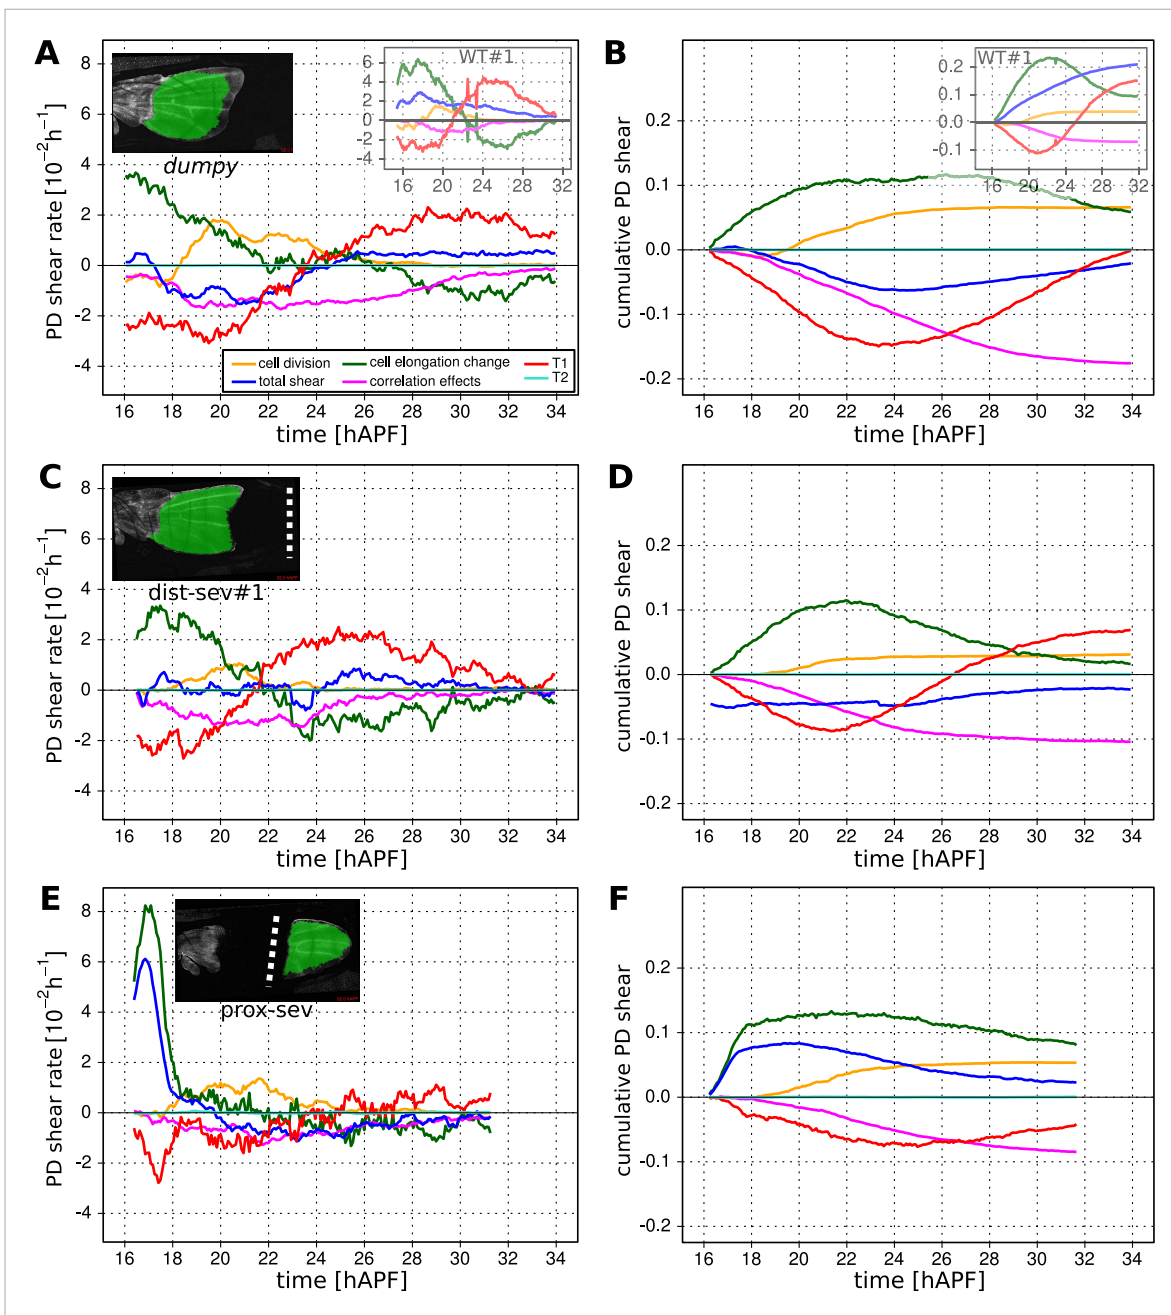 A
8
6
4
2
0
-2
-4
PD shear rate [10⁻²h⁻¹]
dumpy
WT#1
6
4
2
0
-2
-4
16 20 24 28 32
cell division
cell elongation change
T1
total shear
correlation effects
T2
16 18 20 22 24 26 28 30 32 34
time [hAPF]
B
0.2
0.1
0.0
-0.1
-0.2
cumulative PD shear
WT#1
0.2
0.1
0.0
-0.1
16 20 24 28 32
16 18 20 22 24 26 28 30 32 34
time [hAPF]
C
8
6
4
2
0
-2
-4
PD shear rate [10⁻²h⁻¹]
dist-sev#1
16 18 20 22 24 26 28 30 32 34
time [hAPF]
D
0.2
0.1
0.0
-0.1
-0.2
cumulative PD shear
16 18 20 22 24 26 28 30 32 34
time [hAPF]
E
8
6
4
2
0
-2
-4
PD shear rate [10⁻²h⁻¹]
prox-sev
16 18 20 22 24 26 28 30 32 34
time [hAPF]
F
0.2
0.1
0.0
-0.1
-0.2
cumulative PD shear
16 18 20 22 24 26 28 30 32 34
time [hAPF]